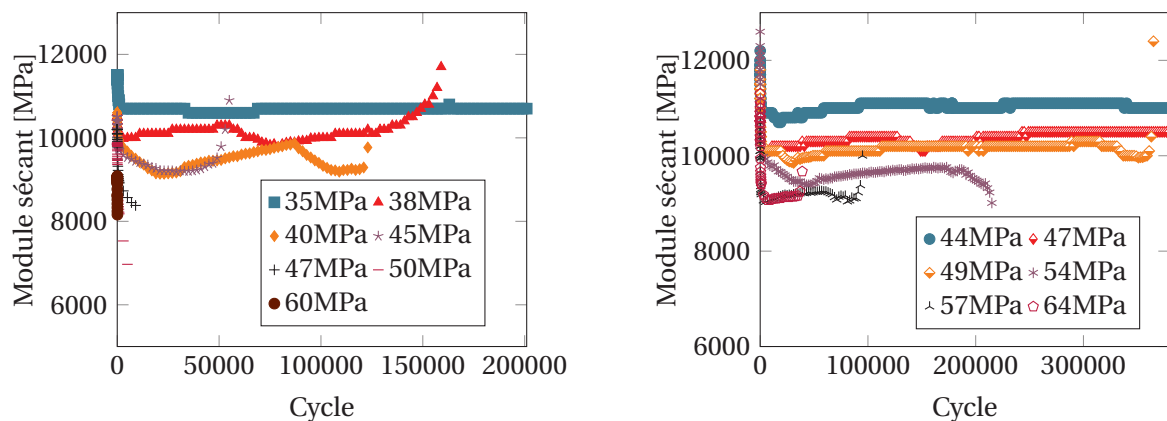 Module sécant [MPa]
12000
10000
8000
6000
35MPa 38MPa
40MPa 45MPa
47MPa 50MPa
60MPa
0 50000 100000 150000 200000
Cycle
Module sécant [MPa]
12000
10000
8000
6000
44MPa 47MPa
49MPa 54MPa
57MPa 64MPa
0 100000 200000 300000
Cycle